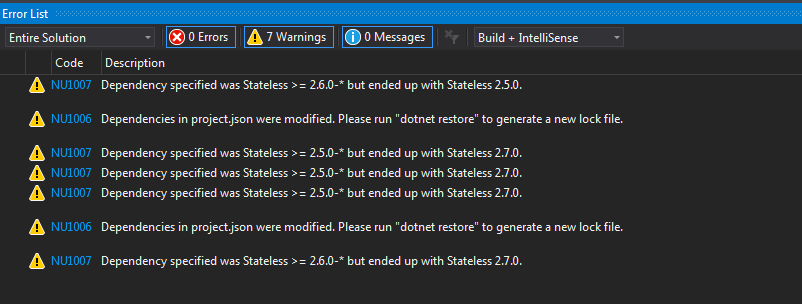 Error List
Entire Solution 0 Errors 7 Warnings 0 Messages Build + IntelliSense
Code Description
NU1007 Dependency specified was Stateless >= 2.6.0-* but ended up with Stateless 2.5.0.
NU1006 Dependencies in project.json were modified. Please run "dotnet restore" to generate a new lock file.
NU1007 Dependency specified was Stateless >= 2.5.0-* but ended up with Stateless 2.7.0.
NU1007 Dependency specified was Stateless >= 2.5.0-* but ended up with Stateless 2.7.0.
NU1007 Dependency specified was Stateless >= 2.5.0-* but ended up with Stateless 2.7.0.
NU1006 Dependencies in project.json were modified. Please run "dotnet restore" to generate a new lock file.
NU1007 Dependency specified was Stateless >= 2.6.0-* but ended up with Stateless 2.7.0.